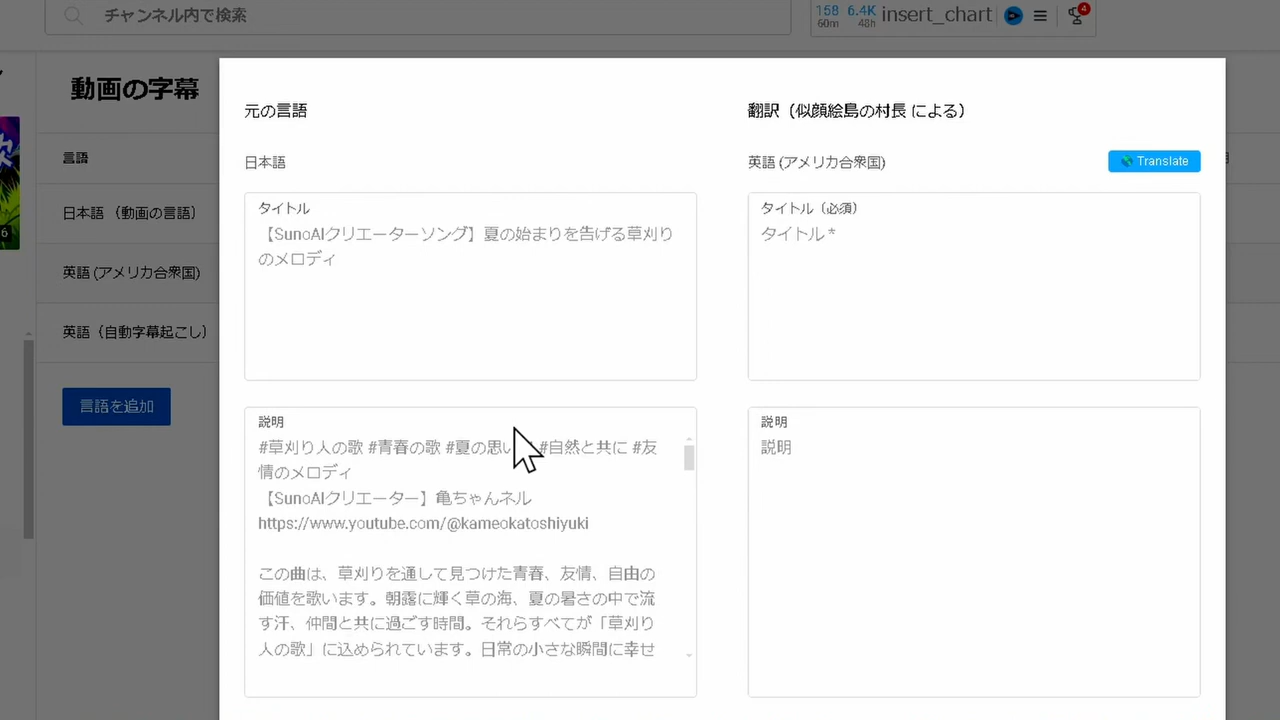 チャンネル内で検索
158 6.4K insert_chart 4
60m 48h
動画の字幕
元の言語
翻訳（似顔絵島の村長 による）
言語
日本語
英語 (アメリカ合衆国)
Translate
日本語（動画の言語）
英語 (アメリカ合衆国)
英語（自動字幕起こし）
言語を追加
6
タイトル
【SunoAIクリエーターソング】夏の始まりを告げる草刈り
のメロディ
タイトル（必須）
タイトル *
説明
#草刈り人の歌 #青春の歌 #夏の思い #自然と共に #友
情のメロディ
【SunoAIクリエーター】亀ちゃんネル
https://www.youtube.com/@kameokatoshiyuki
この曲は、草刈りを通して見つけた青春、友情、自由の
価値を歌います。朝露に輝く草の海、夏の暑さの中で流
す汗、仲間と共に過ごす時間。それらすべてが「草刈り
人の歌」に込められています。日常の小さな瞬間に幸せ
説明
説明